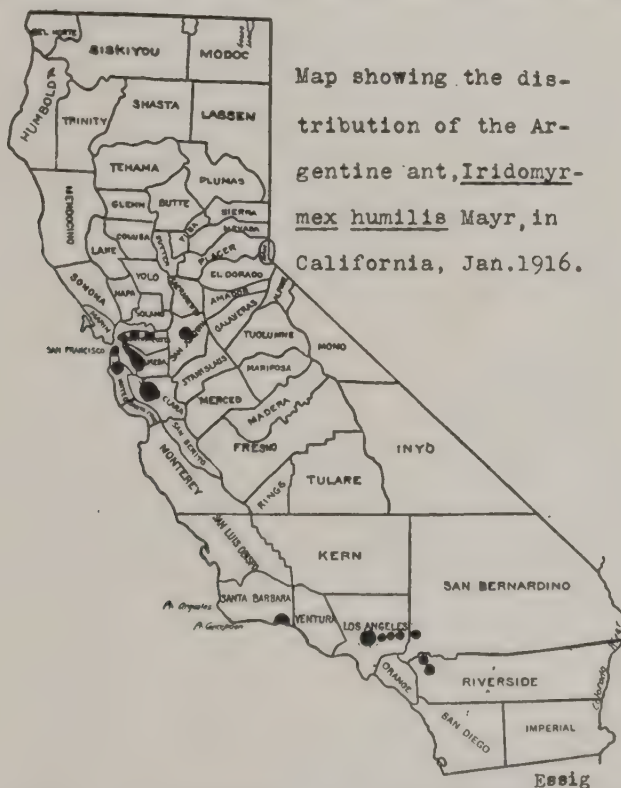 DEL NORTE
SISKIYOU
MODOC
HUMBOLDT
TRINITY
SHASTA
LASSEN
Map showing the dis-
tribution of the Ar-
gentine ant, Iridomyr-
mex humilis Mayr, in
California, Jan.1916.
TEHAMA
PLUMAS
MENDOCINO
GLENN
BUTTE
SIERRA
NEVADA
LAKE
COLUSA
SUTTER
YUBA
PLACER
SONOMA
NAPA
YOLO
EL DORADO
SACRAMENTO
AMADOR
ALPINE
SOLANO
MARIN
CALAVERAS
SAN FRANCISCO
SAN JOAQUIN
TUOLUMNE
MONO
STANISLAUS
MARIPOSA
CLARA
MERCED
MADERA
SAN BENITO
FRESNO
INYO
MONTEREY
KINGS
TULARE
SAN LUIS OBISPO
KERN
SAN BERNARDINO
SANTA BARBARA
Pt. Arguello
VENTURA
LOS ANGELES
Pt. Concepcion
ORANGE
RIVERSIDE
Colorado
River
SAN DIEGO
IMPERIAL
Essig